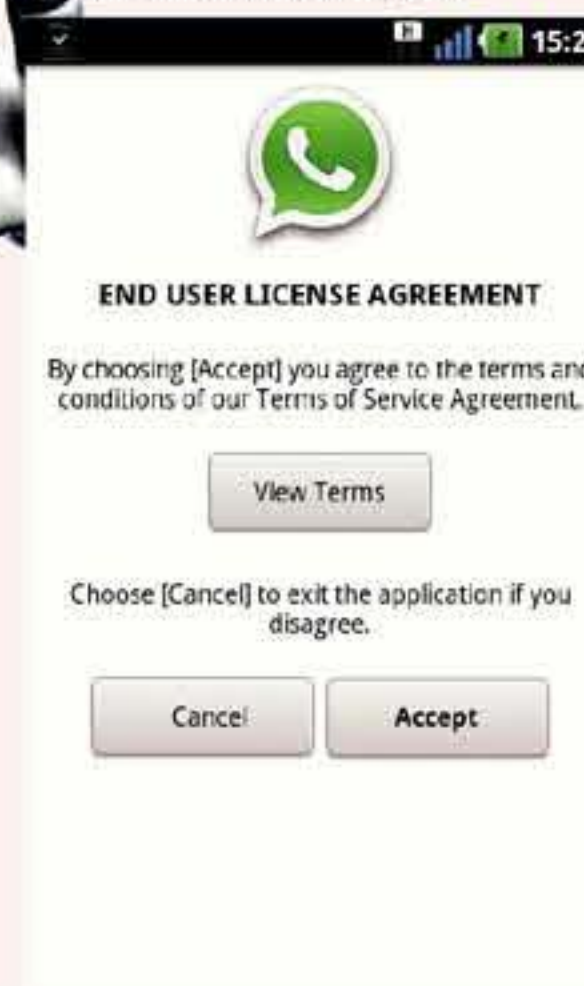 15:2
END USER LICENSE AGREEMENT
By choosing [Accept] you agree to the terms and
conditions of our Terms of Service Agreement.
View Terms
Choose [Cancel] to exit the application if you
disagree.
Cancel
Accept